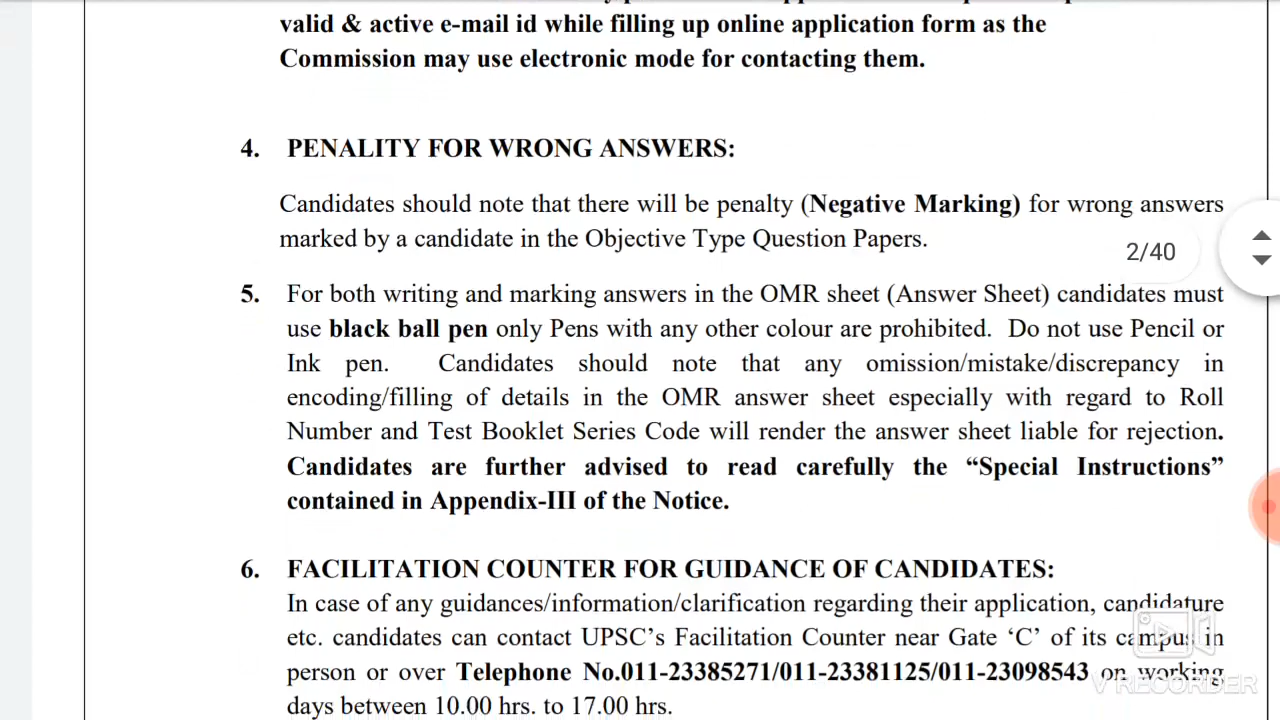 valid & active e-mail id while filling up online application form as the
Commission may use electronic mode for contacting them.
4. PENALITY FOR WRONG ANSWERS:
Candidates should note that there will be penalty (Negative Marking) for wrong answers
marked by a candidate in the Objective Type Question Papers.
2/40
5. For both writing and marking answers in the OMR sheet (Answer Sheet) candidates must
use black ball pen only Pens with any other colour are prohibited. Do not use Pencil or
Ink pen. Candidates should note that any omission/mistake/discrepancy in
encoding/filling of details in the OMR answer sheet especially with regard to Roll
Number and Test Booklet Series Code will render the answer sheet liable for rejection.
Candidates are further advised to read carefully the “Special Instructions”
contained in Appendix-III of the Notice.
6. FACILITATION COUNTER FOR GUIDANCE OF CANDIDATES:
In case of any guidances/information/clarification regarding their application, candidature
etc. candidates can contact UPSC’s Facilitation Counter near Gate ‘C’ of its campus in
person or over Telephone No.011-23385271/011-23381125/011-23098543 on working
V RECORDER
days between 10.00 hrs. to 17.00 hrs.